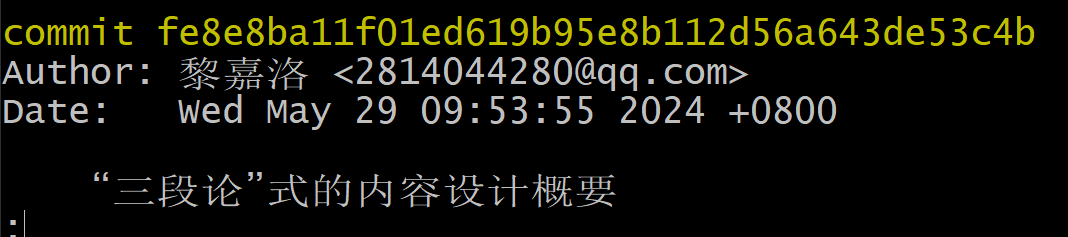 commit fe8e8ba11f01ed619b95e8b112d56a643de53c4b
Author: 黎嘉洛 <2814044280@qq.com>
Date:   Wed May 29 09:53:55 2024 +0800
“三段论”式的内容设计概要
: